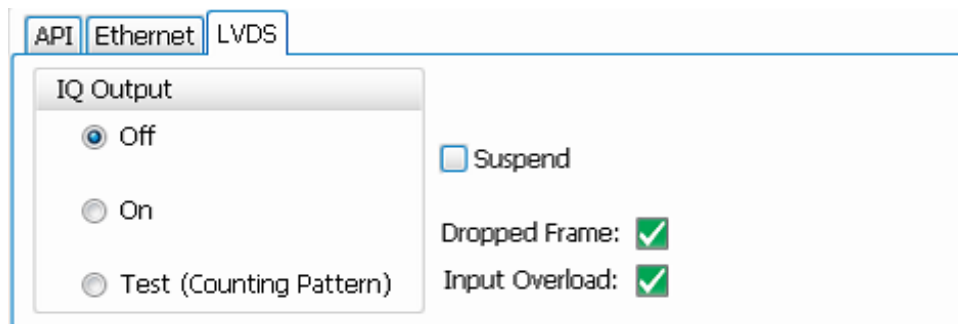 API Ethernet LVDS
IQ Output
Off
Suspend
On
Dropped Frame:
Input Overload:
Test (Counting Pattern)